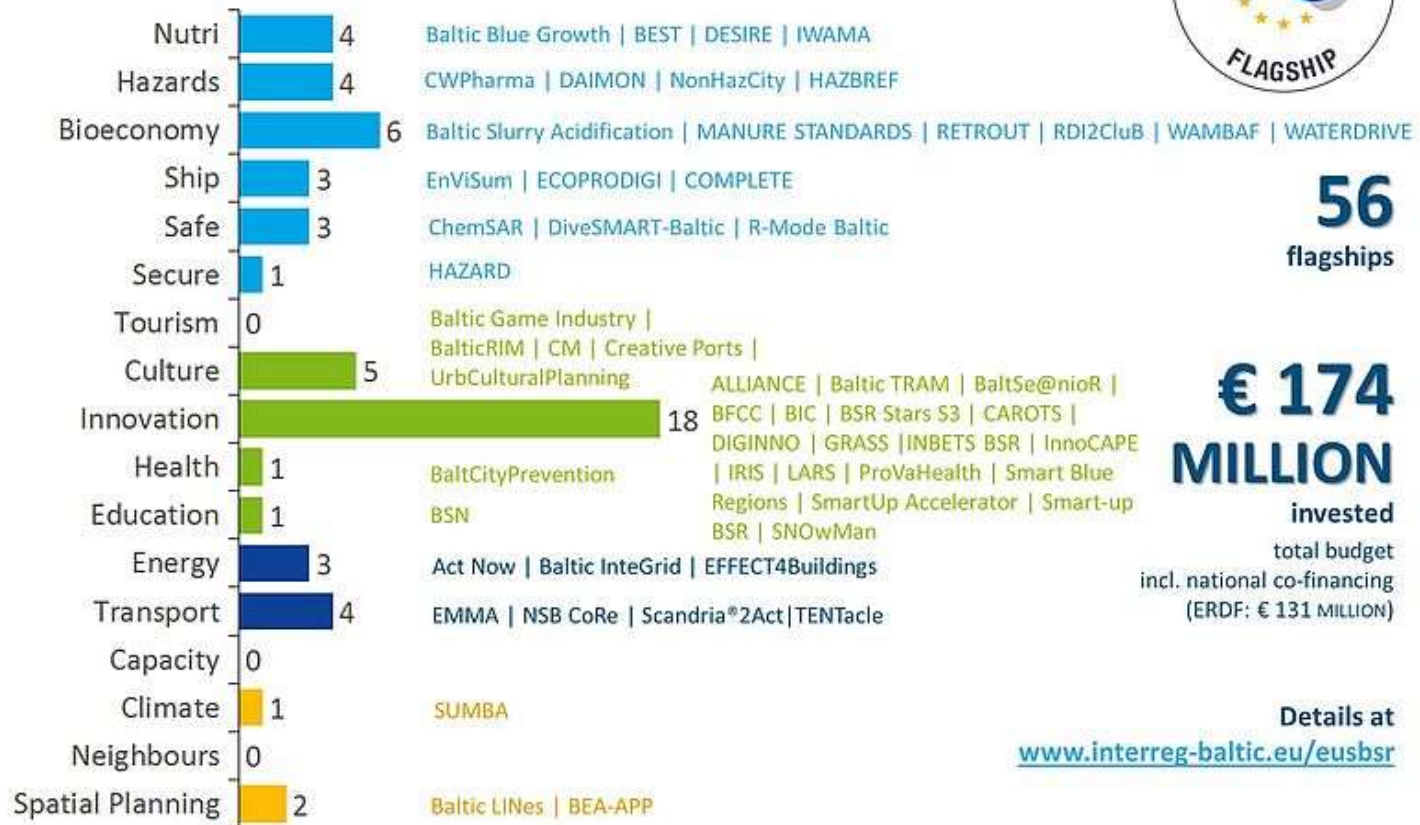 FLAGSHIP
Nutri 4 Baltic Blue Growth | BEST | DESIRE | IWAMA
Hazards 4 CWPharma | DAIMON | NonHazCity | HAZBREF
Bioeconomy 6 Baltic Slurry Acidification | MANURE STANDARDS | RETROUT | RDI2CluB | WAMBAF | WATERDRIVE
Ship 3 EnViSum | ECOPRODIGI | COMPLETE
Safe 3 ChemSAR | DiveSMART-Baltic | R-Mode Baltic
Secure 1 HAZARD
Tourism 0
Culture 5
Baltic Game Industry |
BalticRIM | CM | Creative Ports |
UrbCulturalPlanning
Innovation 18
ALLIANCE | Baltic TRAM | BaltSe@nioR |
BFCC | BIC | BSR Stars S3 | CAROTS |
DIGINNO | GRASS |INBETS BSR | InnoCAPE
| IRIS | LARS | ProVaHealth | Smart Blue
Regions | SmartUp Accelerator | Smart-up
BSR | SNOwMan
Health 1 BaltCityPrevention
Education 1 BSN
Energy 3 Act Now | Baltic InteGrid | EFFECT4Buildings
Transport 4 EMMA | NSB CoRe | Scandria®2Act|TENTacle
Capacity 0
Climate 1 SUMBA
Neighbours 0
Spatial Planning 2 Baltic LINes | BEA-APP
56
flagships
€ 174
MILLION
invested
total budget
incl. national co-financing
(ERDF: € 131 MILLION)
Details at
www.interreg-baltic.eu/eusbsr